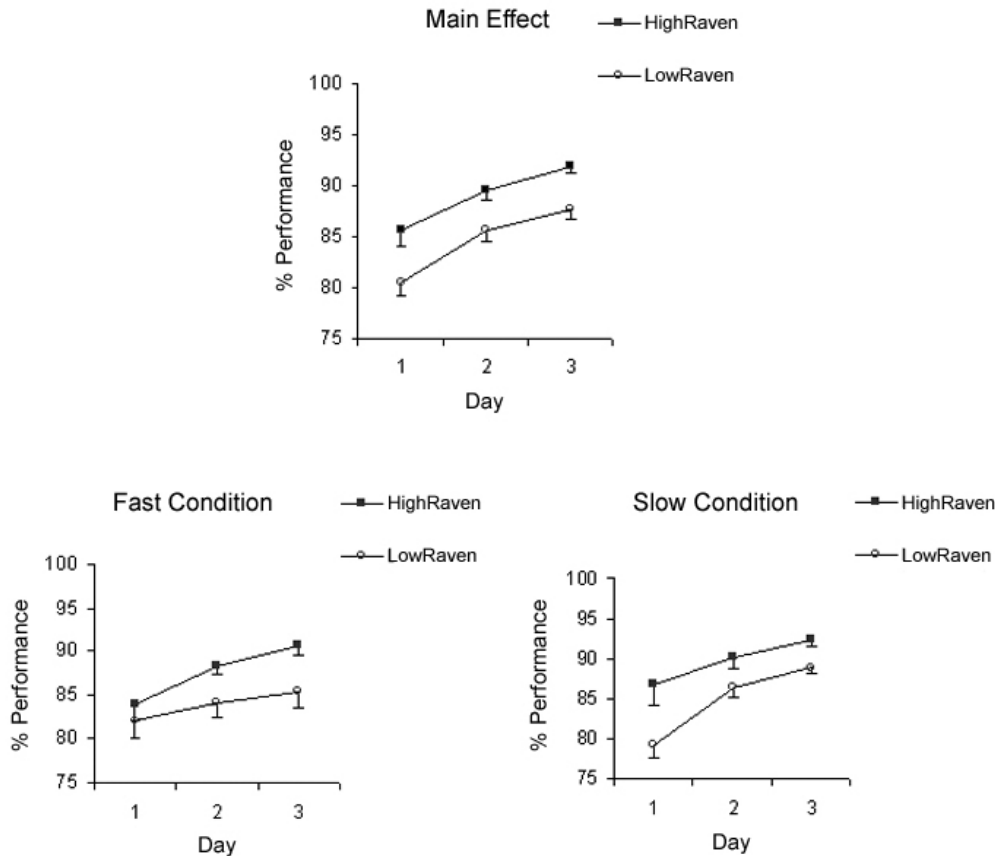 Main Effect
HighRaven
LowRaven
100
95
90
85
80
75
% Performance
1 2 3
Day
Fast Condition
HighRaven
LowRaven
100
95
90
85
80
75
% Performance
1 2 3
Day
Slow Condition
HighRaven
LowRaven
100
95
90
85
80
75
% Performance
1 2 3
Day